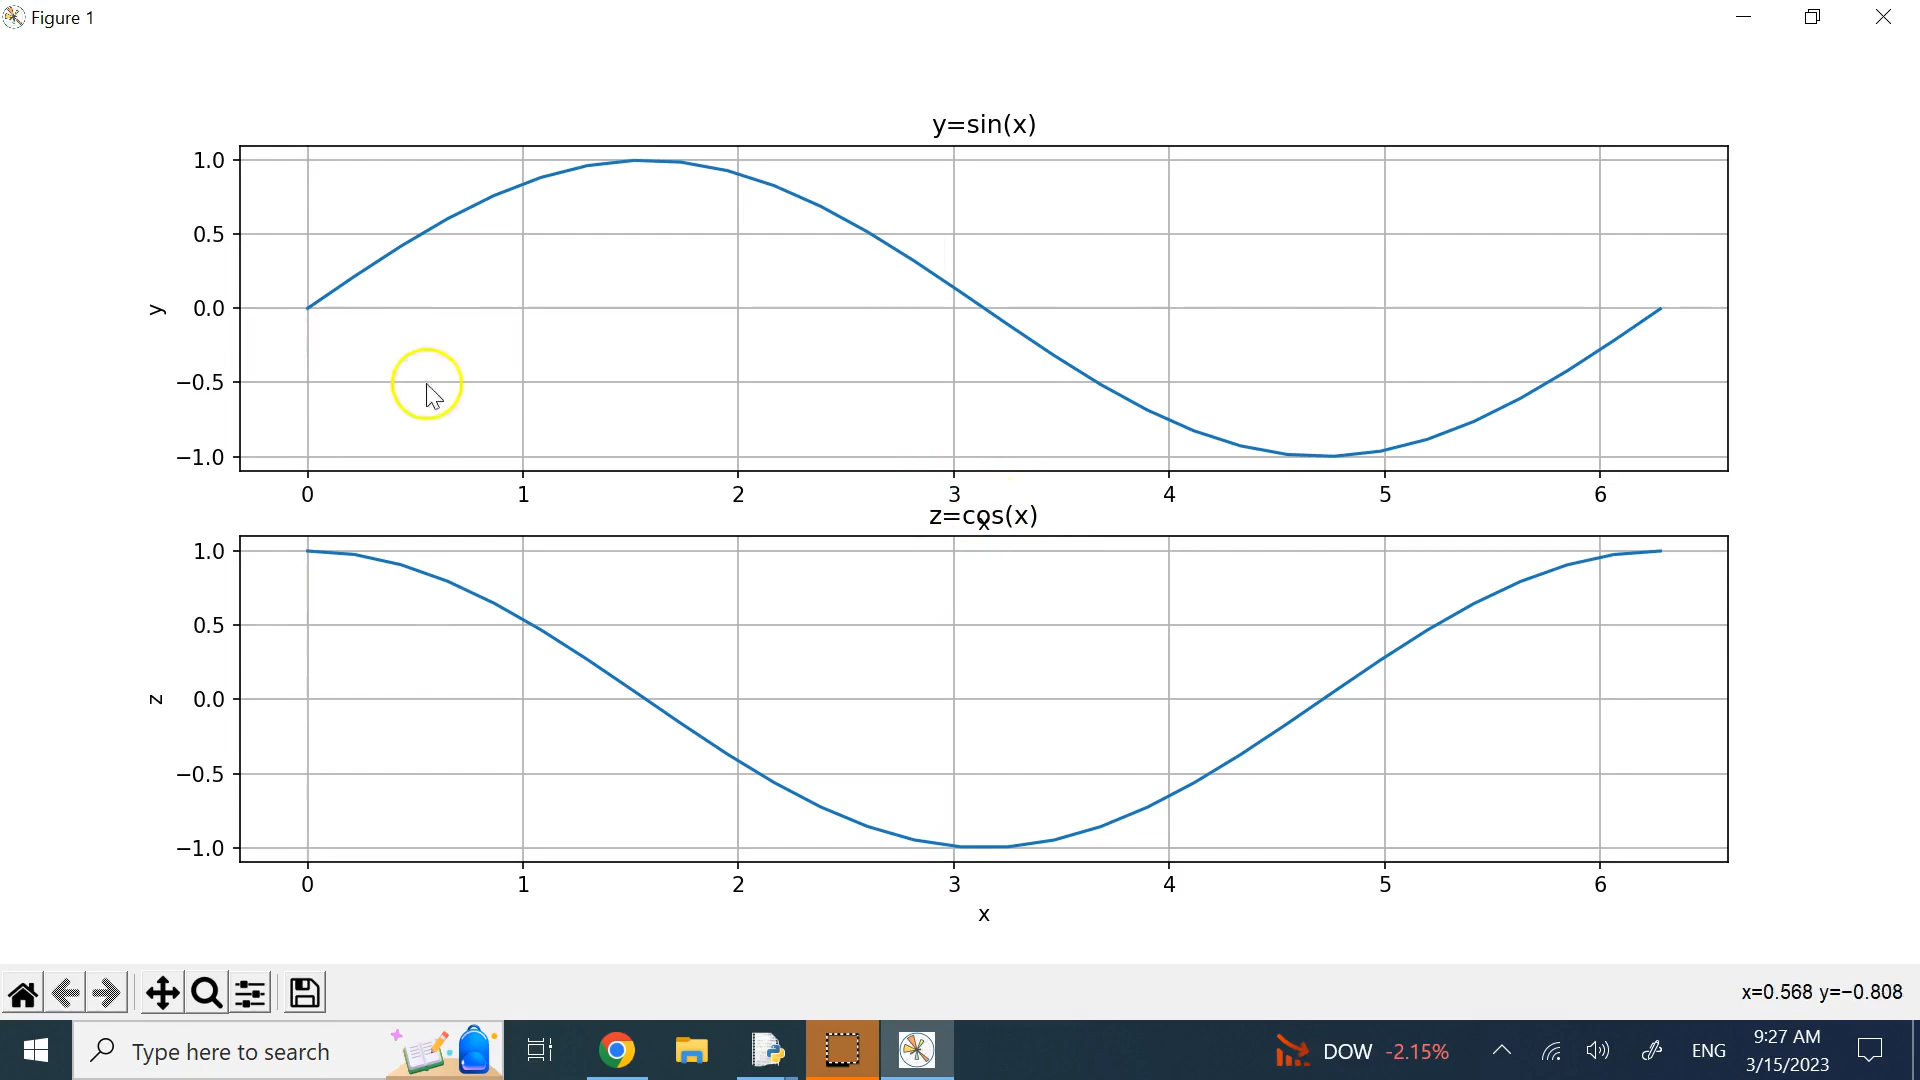 Figure 1
y=sin(x)
1.0
0.5
y
0.0
−0.5
−1.0
0 1 2 3 4 5 6
x
z=cos(x)
1.0
0.5
z
0.0
−0.5
−1.0
0 1 2 3 4 5 6
x
x=0.568 y=−0.808
Type here to search
DOW -2.15%
ENG
9:27 AM
3/15/2023